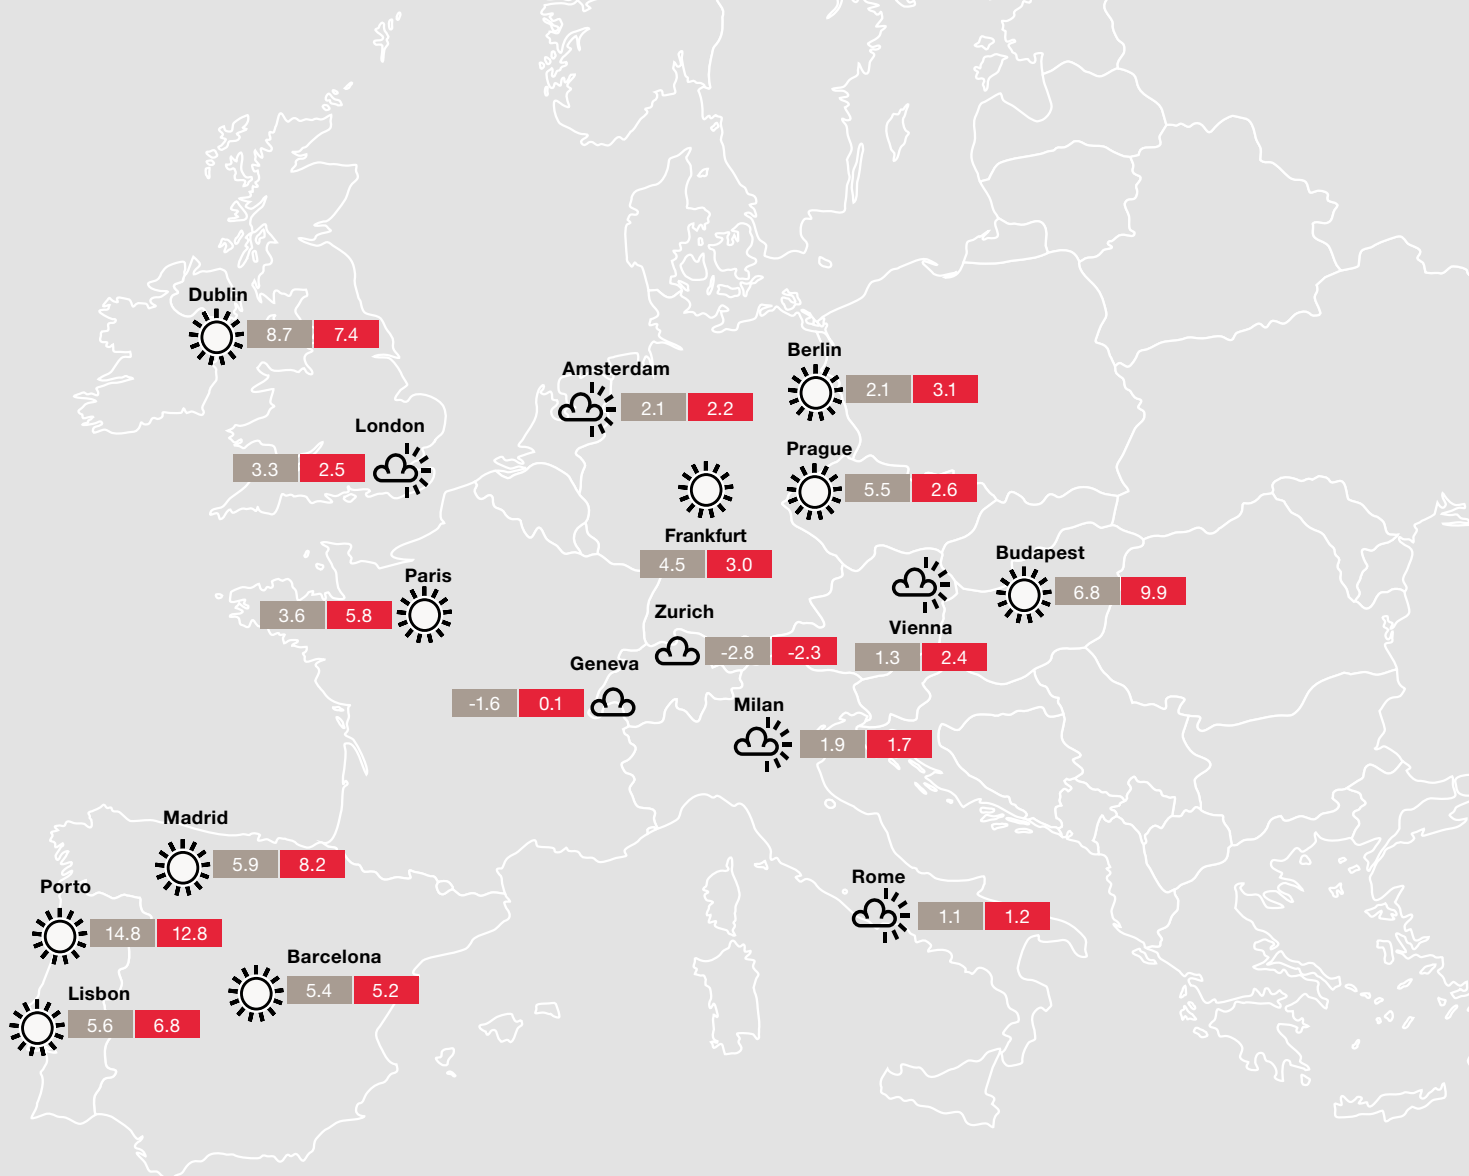 Dublin
8.7 7.4
Berlin
2.1 3.1
Amsterdam
2.1 2.2
London
3.3 2.5
Prague
5.5 2.6
Frankfurt
4.5 3.0
Budapest
6.8 9.9
Paris
3.6 5.8
Zurich
-2.8 -2.3
Vienna
1.3 2.4
Geneva
-1.6 0.1
Milan
1.9 1.7
Madrid
5.9 8.2
Rome
1.1 1.2
Porto
14.8 12.8
Barcelona
5.4 5.2
Lisbon
5.6 6.8